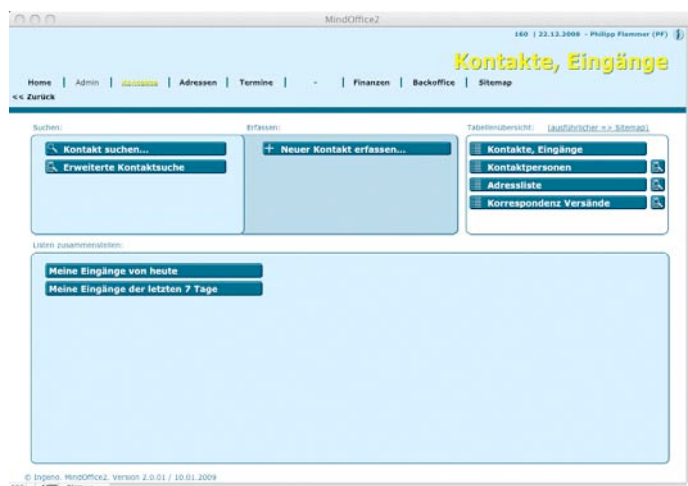 MindOffice2
160 | 22.12.2008 - Philipp Flammer (PF)
Kontakte, Eingänge
Home | Admin | | Adressen | Termine | - | Finanzen | Backoffice | Sitemap
<< Zurück
Suchen:
Erfassen:
Tabellenübersicht: (ausführlicher => Sitemap)
Kontakt suchen...
Erweiterte Kontaktsuche
Neuer Kontakt erfassen...
Kontakte, Eingänge
Kontaktpersonen
Adressliste
Korrespondenz Versände
Listen zusammenstellen:
Meine Eingänge von heute
Meine Eingänge der letzten 7 Tage
© Ingeno. MindOffice2. Version 2.0.01 / 10.01.2009